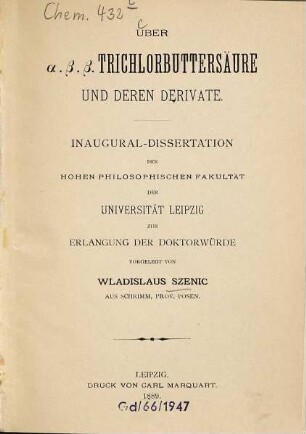 Chem. 432 c
ÜBER
α.β.β. TRICHLORBUTTERSÄURE
UND DEREN DERIVATE.
INAUGURAL-DISSERTATION
DER
HOHEN PHILOSOPHISCHEN FAKULTÄT
DER
UNIVERSITÄT LEIPZIG
ZUR
ERLANGUNG DER DOKTORWÜRDE
VORGELEGT VON
WLADISLAUS SZENIC
AUS SCHRIMM, PROV. POSEN.
LEIPZIG.
DRUCK VON CARL MARQUART.
1889.
Gd/66/1947